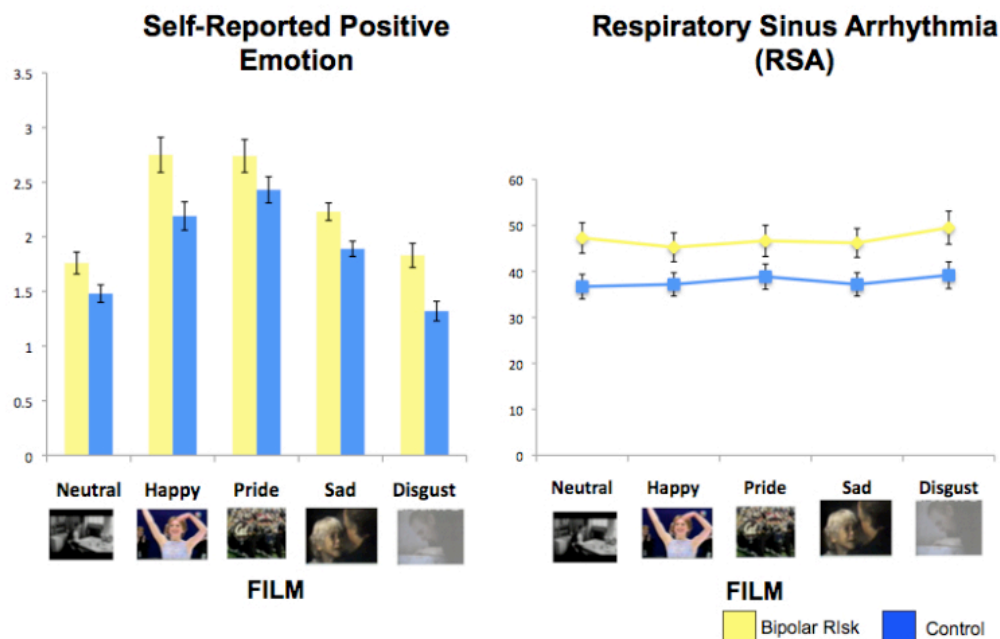 Self-Reported Positive
Emotion
3.5
3
2.5
2
1.5
1
0.5
0
Neutral Happy Pride Sad Disgust
FILM
Respiratory Sinus Arrhythmia
(RSA)
60
50
40
30
20
10
0
Neutral Happy Pride Sad Disgust
FILM
Bipolar RIsk Control